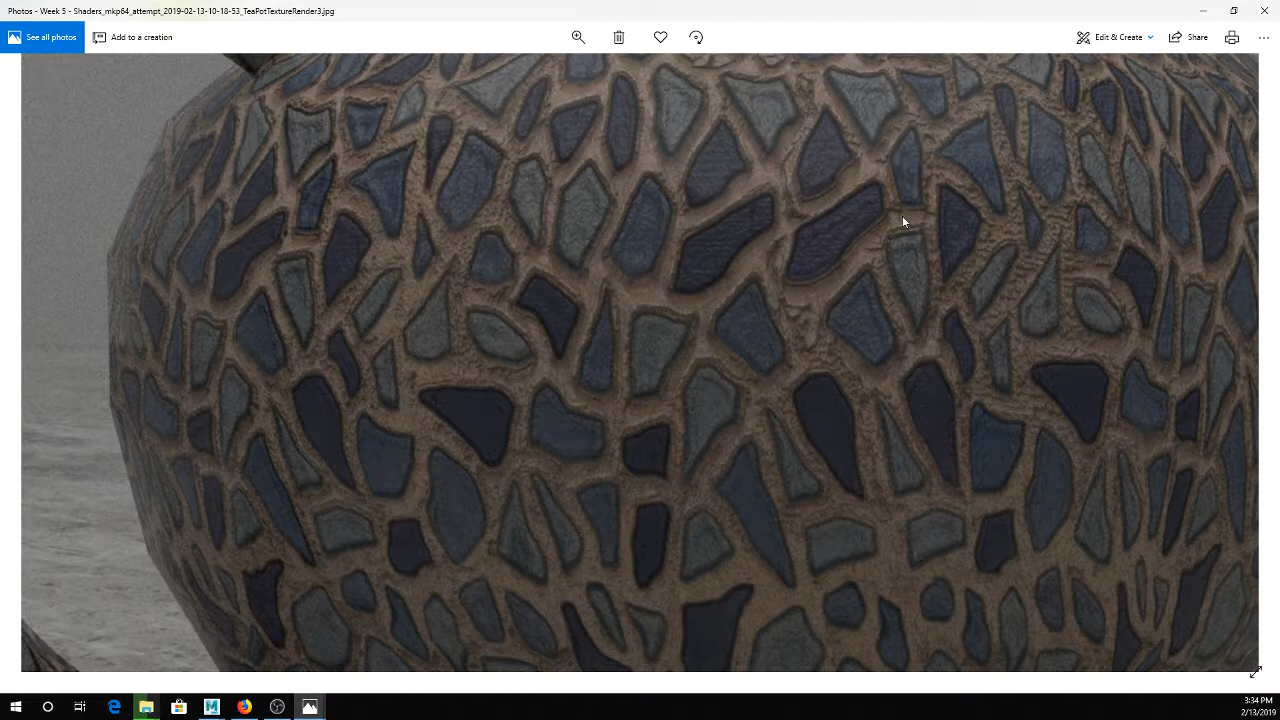 Photos - Week 5 - Shaders_mkp64_attempt_2019-02-13-10-18-53_TeaPotTextureRender3.jpg
See all photos
Add to a creation
Edit & Create
Share
3:34 PM
2/13/2019